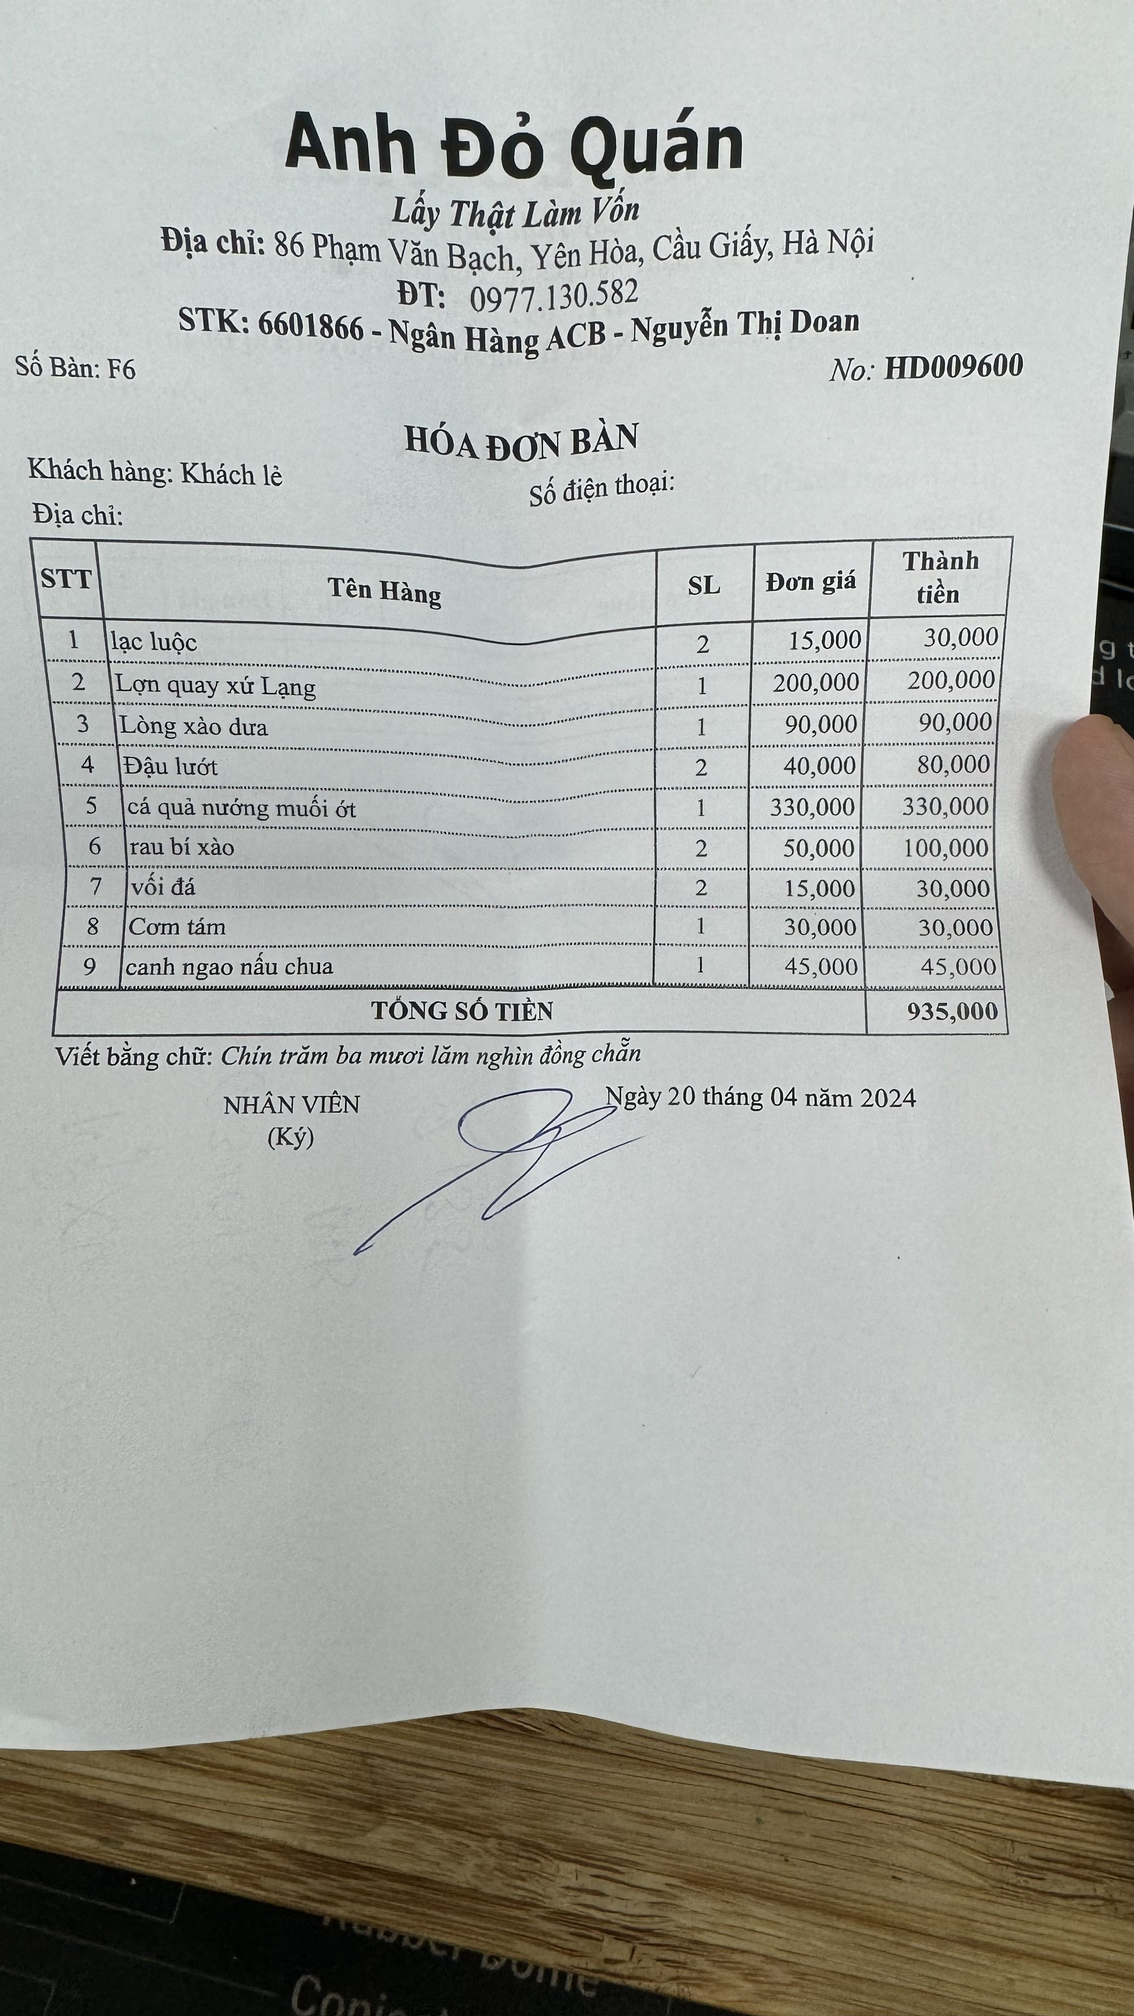 Anh Đỏ Quán
Lấy Thật Làm Vốn
Địa chỉ: 86 Phạm Văn Bạch, Yên Hòa, Cầu Giấy, Hà Nội
ĐT: 0977.130.582
STK: 6601866 - Ngân Hàng ACB - Nguyễn Thị Doan
Số Bàn: F6 No: HD009600
HÓA ĐƠN BÀN
Khách hàng: Khách lẻ Số điện thoại:
Địa chỉ:
STT Tên Hàng SL Đơn giá Thành tiền
1 lạc luộc 2 15,000 30,000
2 Lợn quay xứ Lạng 1 200,000 200,000
3 Lòng xào dưa 1 90,000 90,000
4 Đậu lướt 2 40,000 80,000
5 cá quả nướng muối ớt 1 330,000 330,000
6 rau bí xào 2 50,000 100,000
7 vối đá 2 15,000 30,000
8 Cơm tám 1 30,000 30,000
9 canh ngao nấu chua 1 45,000 45,000
TỔNG SỐ TIỀN 935,000
Viết bằng chữ: Chín trăm ba mươi lăm nghìn đồng chẵn
NHÂN VIÊN Ngày 20 tháng 04 năm 2024
(Ký)